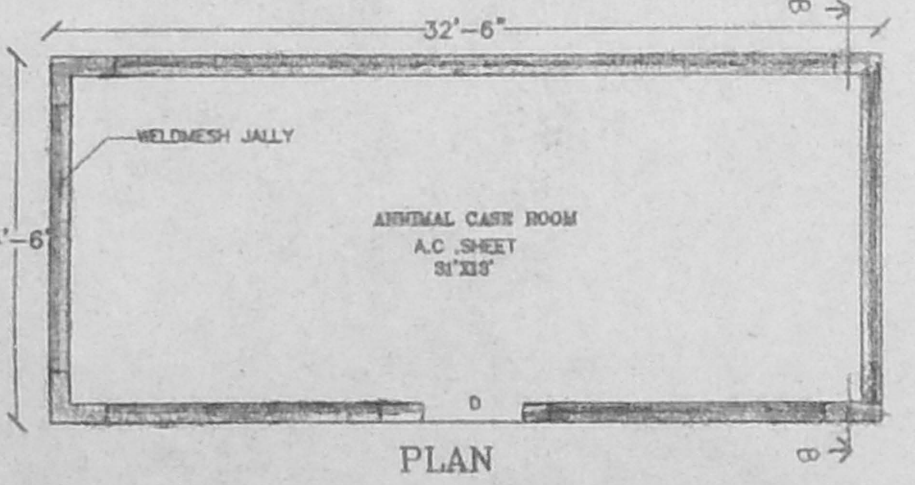 B
32'-6"
WELDMESH JALLY
'-6"
ANNIMAL CASE ROOM
A.C .SHEET
31'X13'
D
PLAN
B